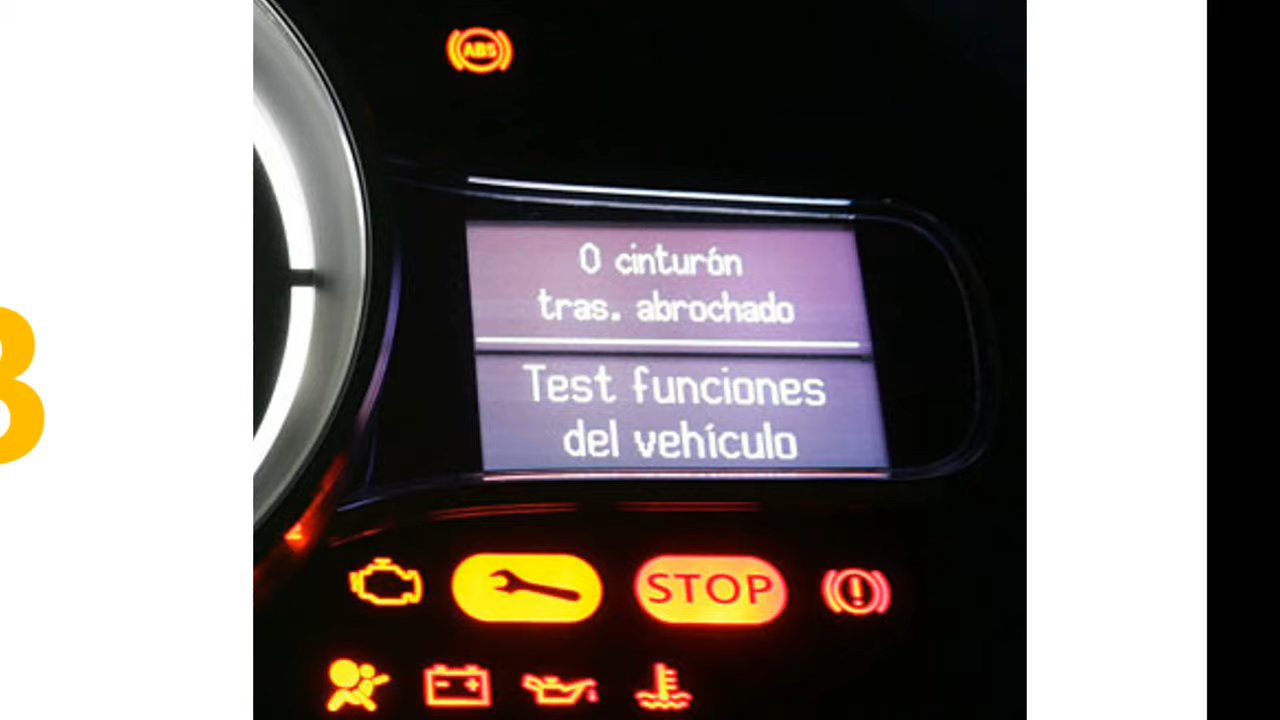 ABS
0 cinturón
tras. abrochado
Test funciones
del vehículo
STOP